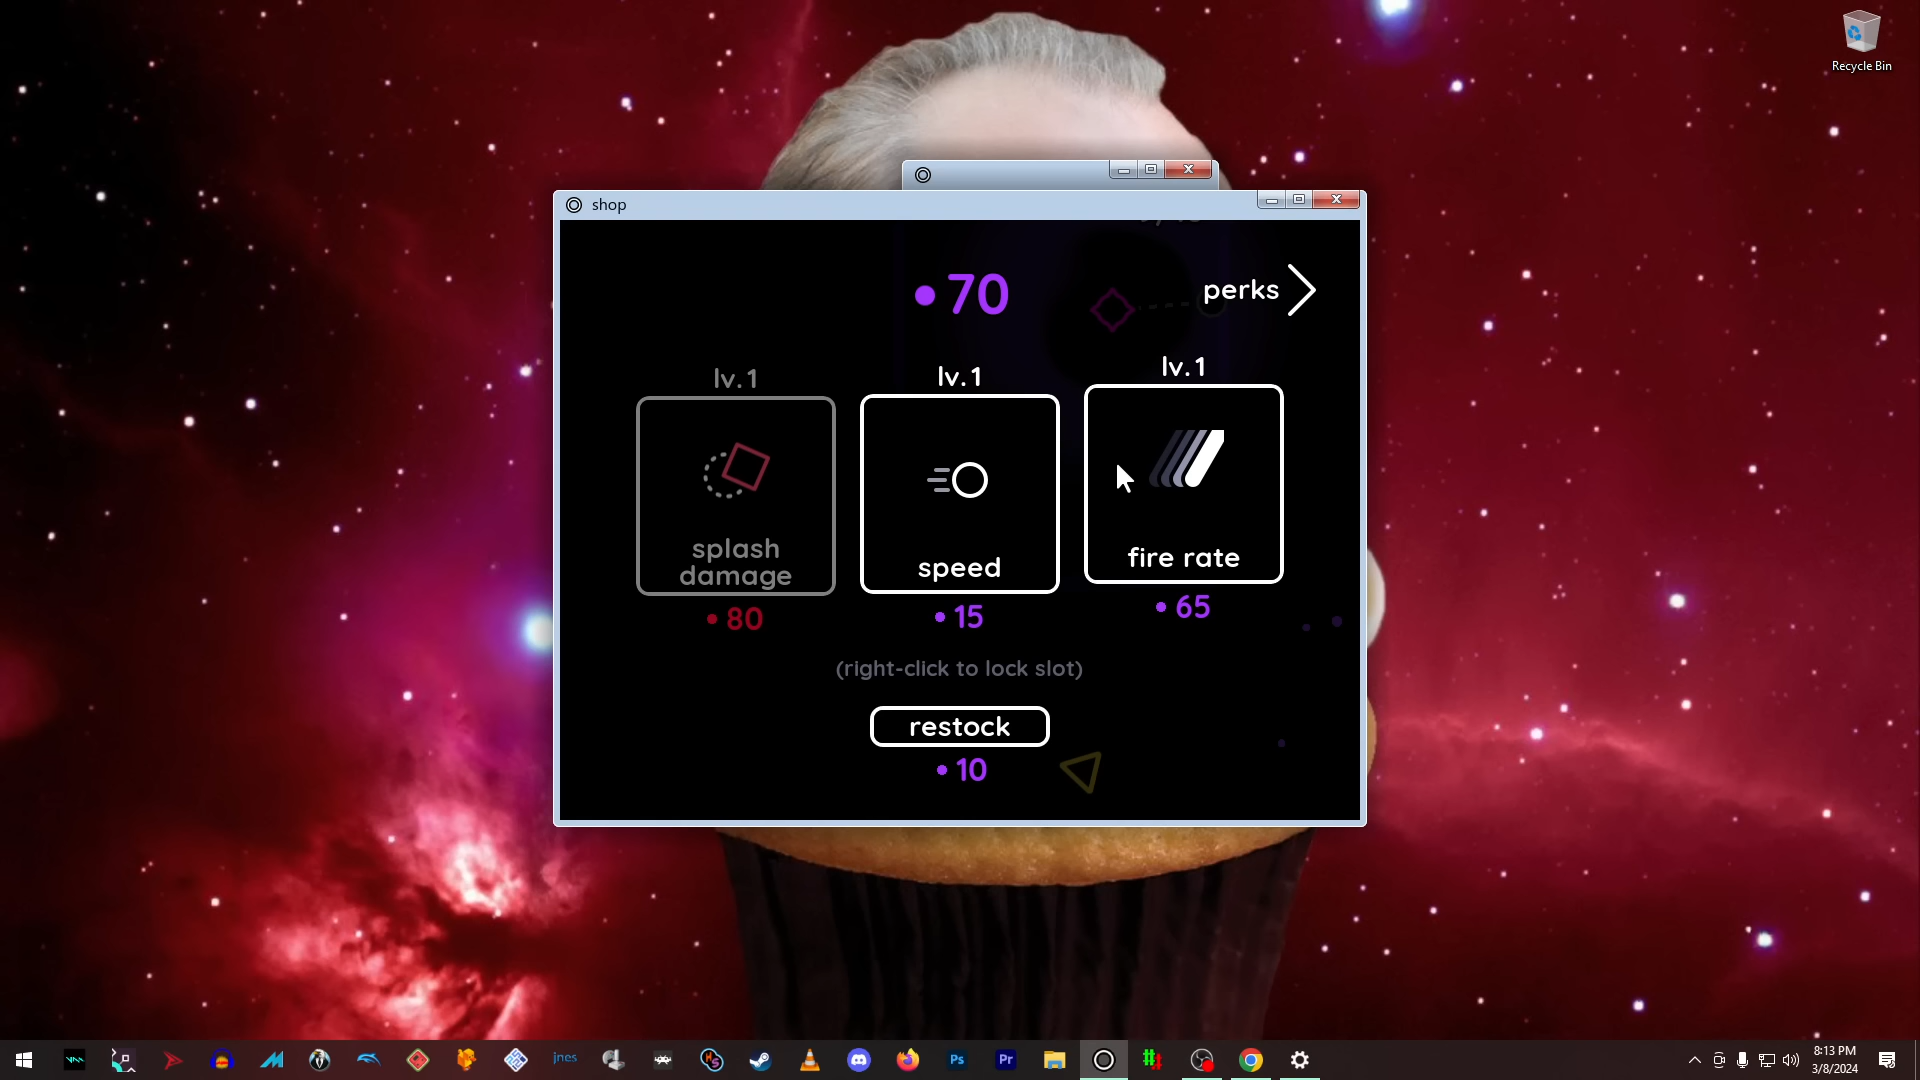 Recycle Bin
shop
70
perks
lv.1
lv.1
lv.1
splash
damage
speed
fire rate
80
15
65
(right-click to lock slot)
restock
10
jnes
Ps
Pr
8:13 PM
3/8/2024